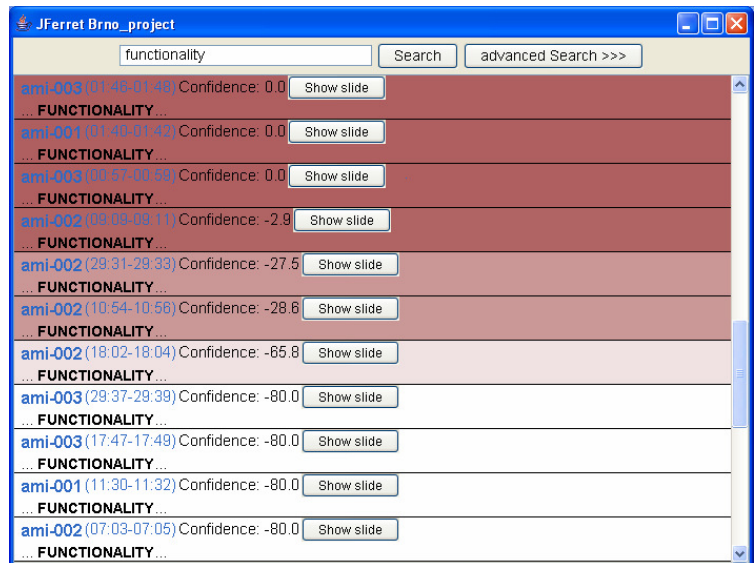 JFerret Brno_project
functionality Search advanced Search >>>
ami-003 (01:46-01:48) Confidence: 0.0 Show slide
... FUNCTIONALITY...
ami-001 (01:40-01:42) Confidence: 0.0 Show slide
... FUNCTIONALITY...
ami-003 (00:57-00:59) Confidence: 0.0 Show slide
... FUNCTIONALITY...
ami-002 (09:09-09:11) Confidence: -2.9 Show slide
... FUNCTIONALITY...
ami-002 (29:31-29:33) Confidence: -27.5 Show slide
... FUNCTIONALITY...
ami-002 (10:54-10:56) Confidence: -28.6 Show slide
... FUNCTIONALITY...
ami-002 (18:02-18:04) Confidence: -65.8 Show slide
... FUNCTIONALITY...
ami-003 (29:37-29:39) Confidence: -80.0 Show slide
... FUNCTIONALITY...
ami-003 (17:47-17:49) Confidence: -80.0 Show slide
... FUNCTIONALITY...
ami-001 (11:30-11:32) Confidence: -80.0 Show slide
... FUNCTIONALITY...
ami-002 (07:03-07:05) Confidence: -80.0 Show slide
... FUNCTIONALITY...